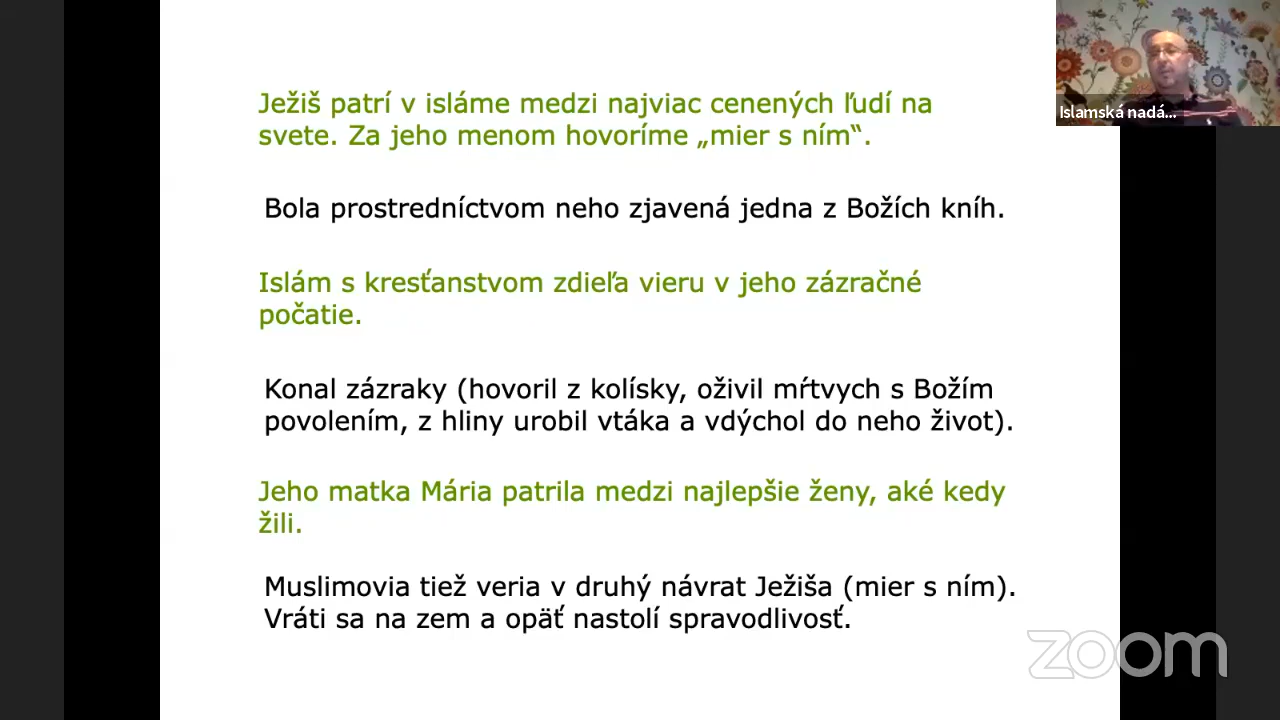 Ježiš patrí v isláme medzi najviac cenených ľudí na
svete. Za jeho menom hovoríme „mier s ním“.
Bola prostredníctvom neho zjavená jedna z Božích kníh.
Islám s kresťanstvom zdieľa vieru v jeho zázračné
počatie.
Konal zázraky (hovoril z kolísky, oživil mŕtvych s Božím
povolením, z hliny urobil vtáka a vdýchol do neho život).
Jeho matka Mária patrila medzi najlepšie ženy, aké kedy
žili.
Muslimovia tiež veria v druhý návrat Ježiša (mier s ním).
Vráti sa na zem a opäť nastolí spravodlivosť.
Islamská nadá...
zoom